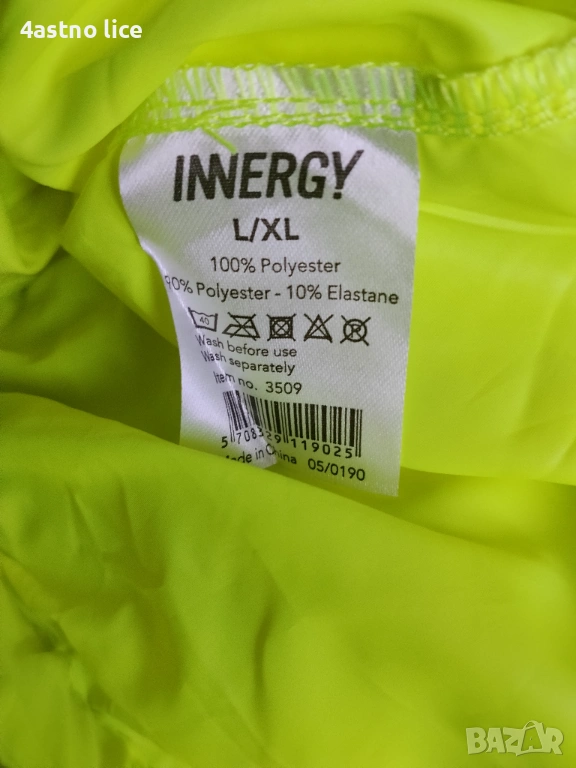 4astno lice
INNERGY
L/XL
100% Polyester
90% Polyester - 10% Elastane
40
Wash before use
Wash separately
Item no. 3509
5 708329 119025
Made in China 05/0190
BAZAR